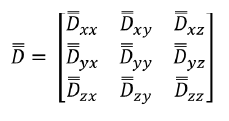 D̿ = [ D̿xx D̿xy D̿xz
D̿yx D̿yy D̿yz
D̿zx D̿zy D̿zz ]